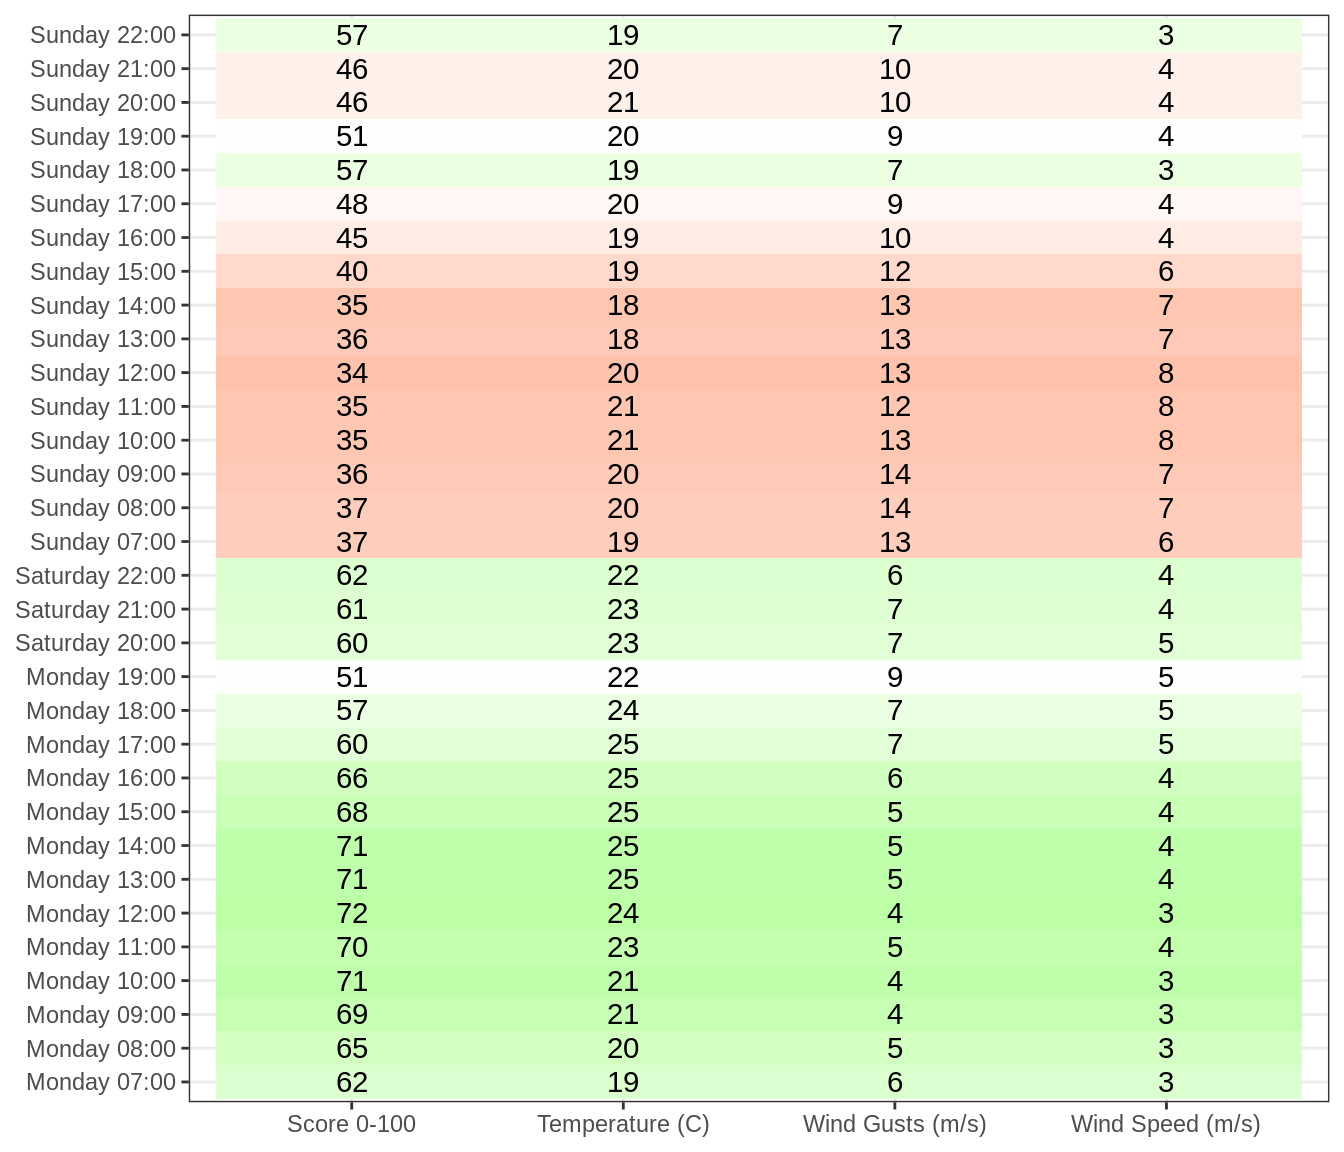 Sunday 22:00 57 19 7 3
Sunday 21:00 46 20 10 4
Sunday 20:00 46 21 10 4
Sunday 19:00 51 20 9 4
Sunday 18:00 57 19 7 3
Sunday 17:00 48 20 9 4
Sunday 16:00 45 19 10 4
Sunday 15:00 40 19 12 6
Sunday 14:00 35 18 13 7
Sunday 13:00 36 18 13 7
Sunday 12:00 34 20 13 8
Sunday 11:00 35 21 12 8
Sunday 10:00 35 21 13 8
Sunday 09:00 36 20 14 7
Sunday 08:00 37 20 14 7
Sunday 07:00 37 19 13 6
Saturday 22:00 62 22 6 4
Saturday 21:00 61 23 7 4
Saturday 20:00 60 23 7 5
Monday 19:00 51 22 9 5
Monday 18:00 57 24 7 5
Monday 17:00 60 25 7 5
Monday 16:00 66 25 6 4
Monday 15:00 68 25 5 4
Monday 14:00 71 25 5 4
Monday 13:00 71 25 5 4
Monday 12:00 72 24 4 3
Monday 11:00 70 23 5 4
Monday 10:00 71 21 4 3
Monday 09:00 69 21 4 3
Monday 08:00 65 20 5 3
Monday 07:00 62 19 6 3
Score 0-100 Temperature (C) Wind Gusts (m/s) Wind Speed (m/s)